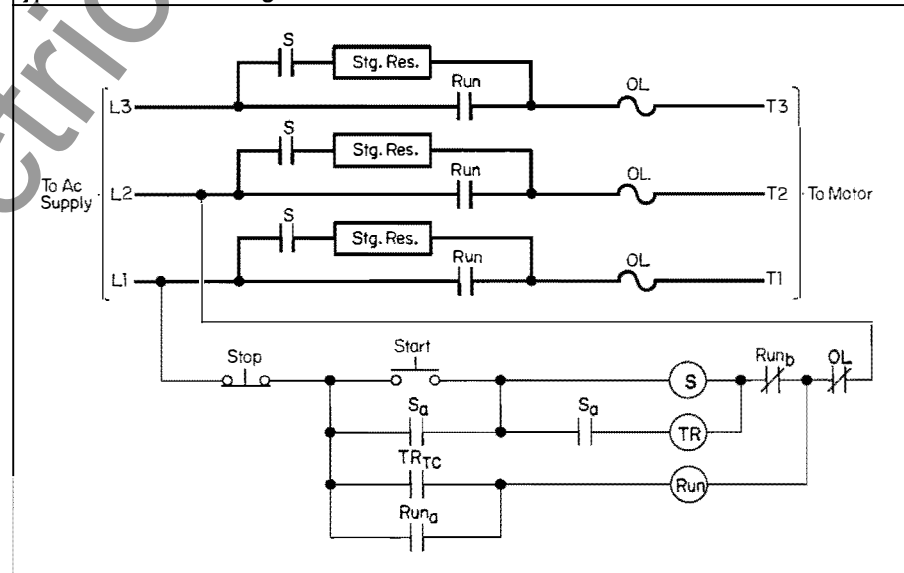 S
Stg. Res.
Run
OL
L3
T3
S
Stg. Res.
Run
OL.
To Ac
Supply
L2
T2
To Motor
S
Stg. Res.
Run
OL
L1
T1
Stop
Start
Run_b
OL
S
S_a
S_a
TR
TR_TC
Run
Run_a